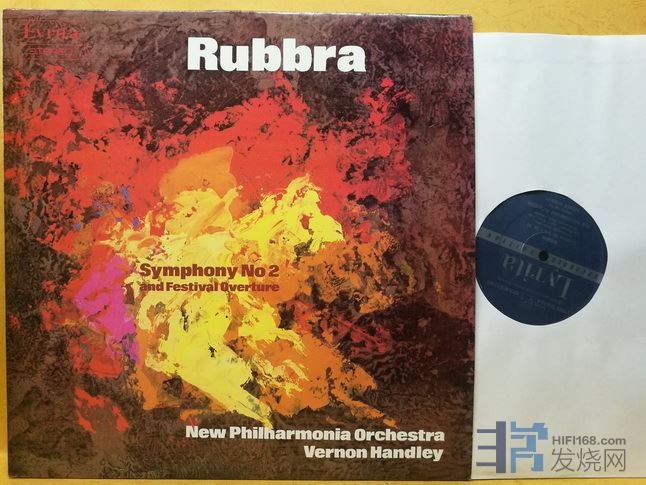 Lyrita
STEREO
Rubbra
Symphony No 2
and Festival Overture
New Philharmonia Orchestra
Vernon Handley
Lyrita
HIFI168.com
发烧网